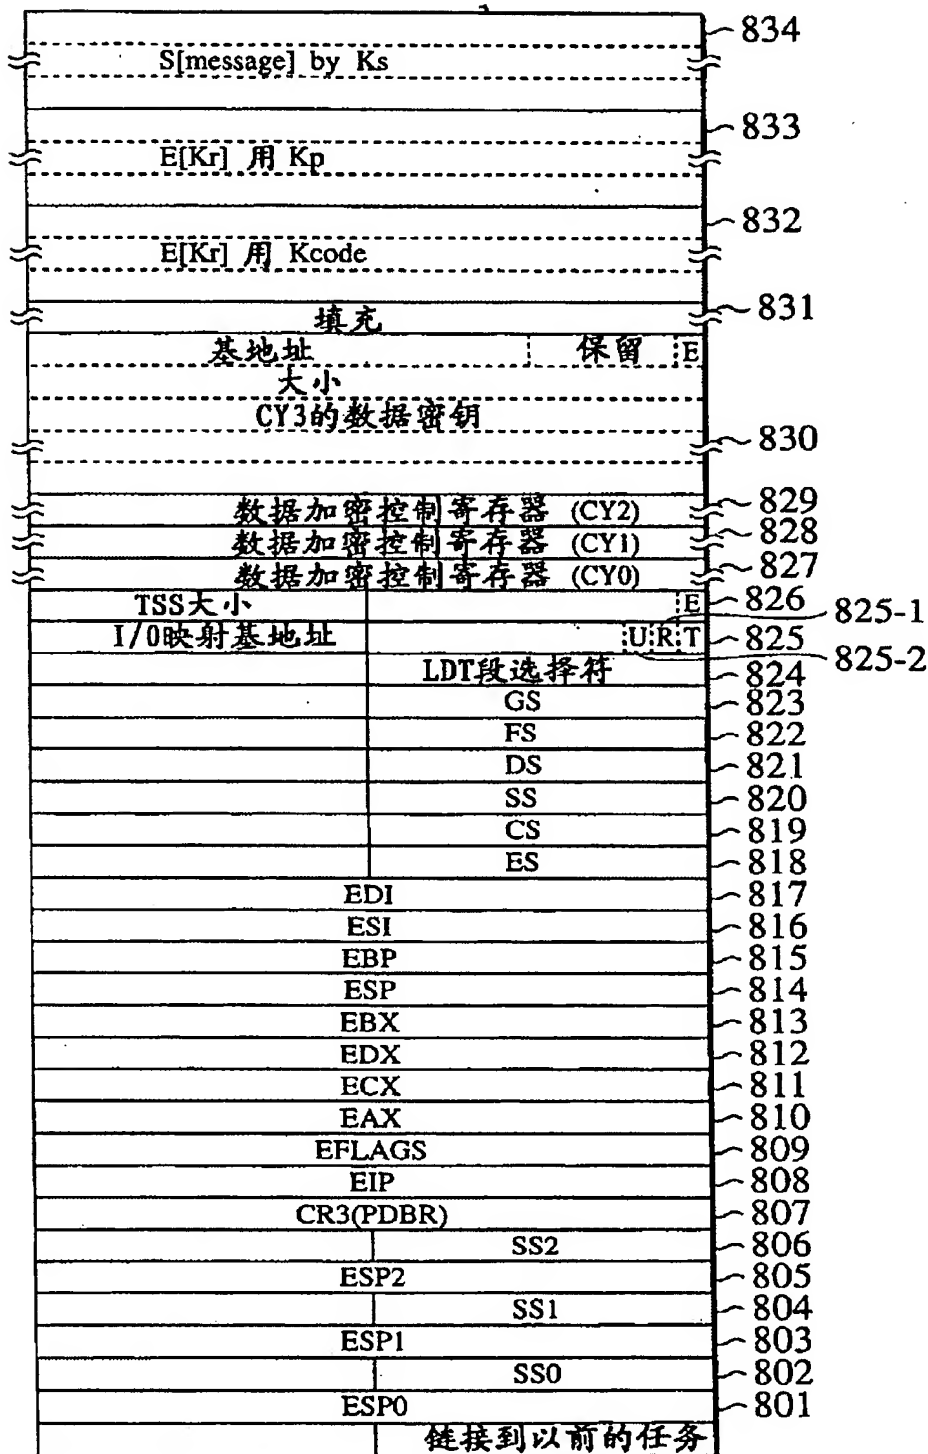 834
S[message] by Ks
833
E[Kr] 用 Kp
832
E[Kr] 用 Kcode
831
填充
基地址 保留 E
大小
CY3的数据密钥
830
数据加密控制寄存器 (CY2) 829
数据加密控制寄存器 (CY1) 828
数据加密控制寄存器 (CY0) 827
TSS大小 E 826 825-1
I/O映射基地址 U R T 825 825-2
LDT段选择符 824
GS 823
FS 822
DS 821
SS 820
CS 819
ES 818
EDI 817
ESI 816
EBP 815
ESP 814
EBX 813
EDX 812
ECX 811
EAX 810
EFLAGS 809
EIP 808
CR3(PDBR) 807
SS2 806
ESP2 805
SS1 804
ESP1 803
SS0 802
ESP0 801
链接到以前的任务